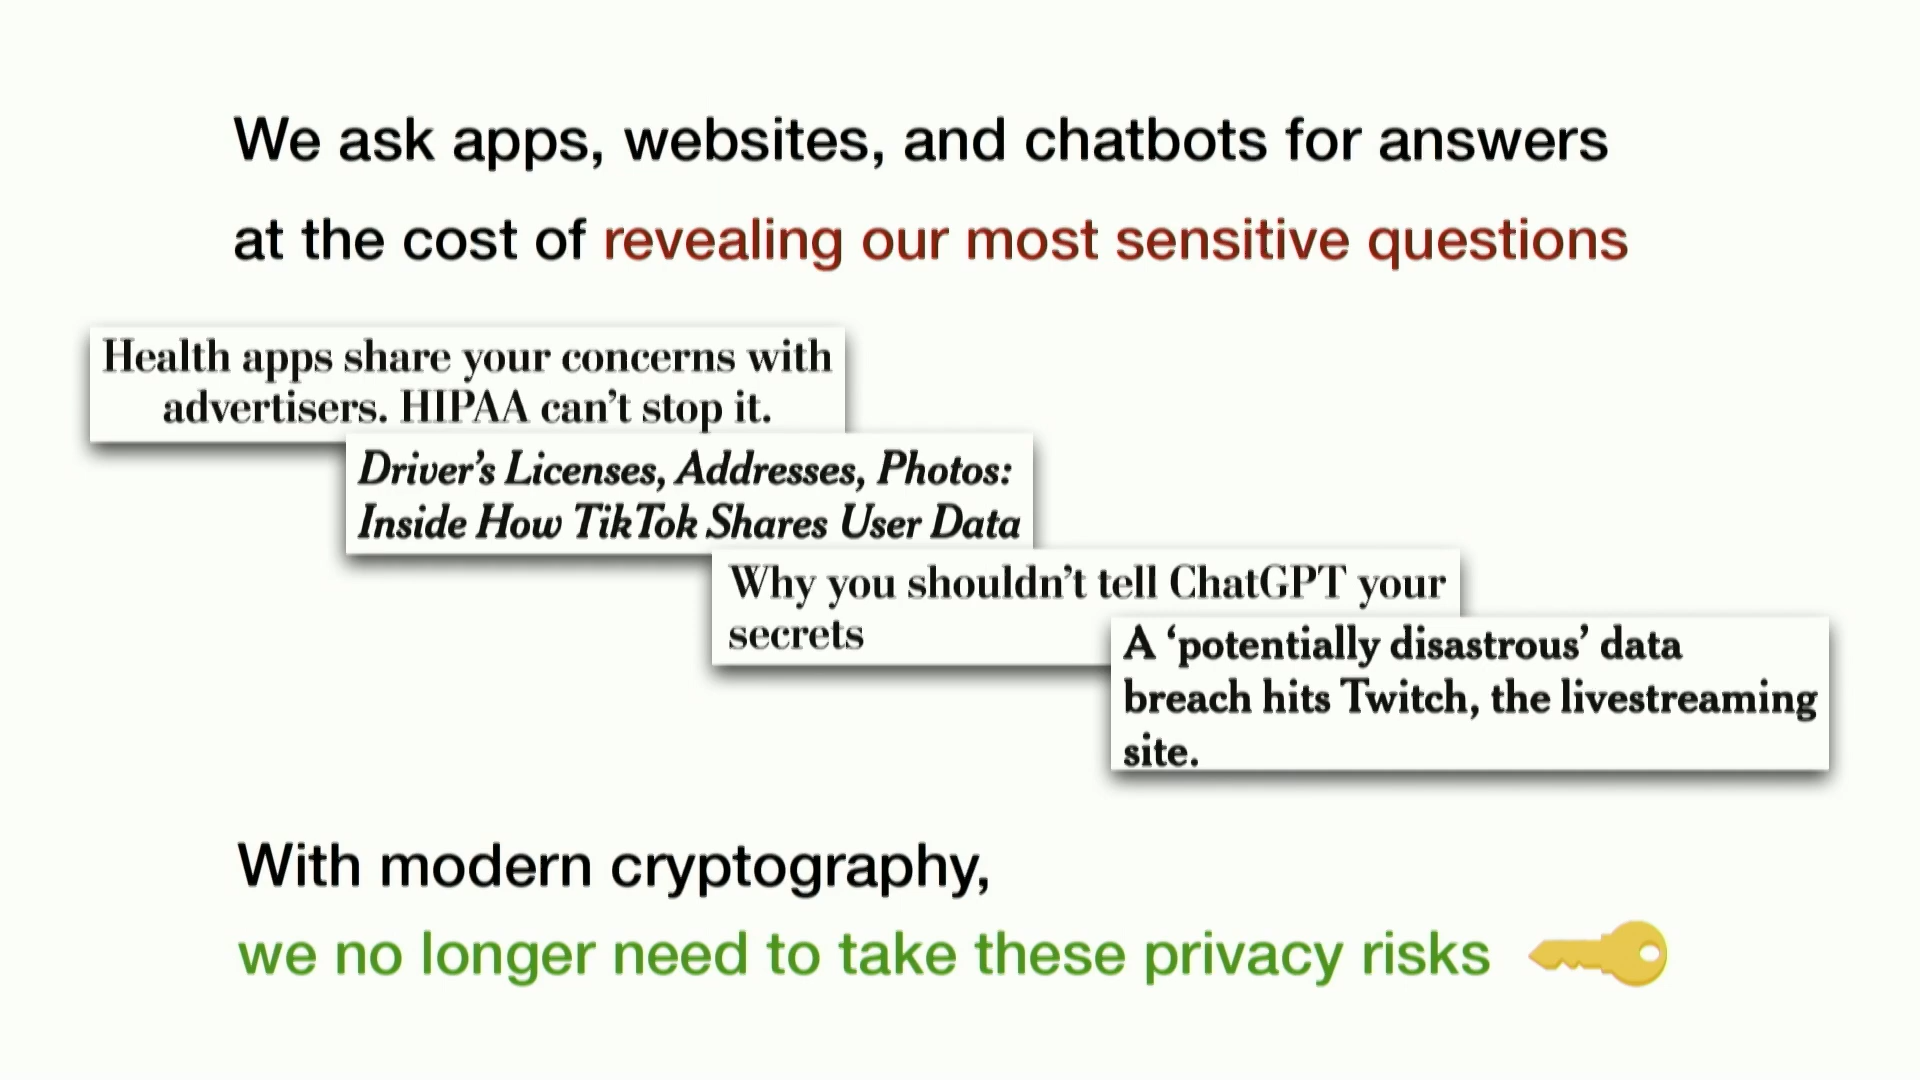 We ask apps, websites, and chatbots for answers
at the cost of revealing our most sensitive questions
Health apps share your concerns with
advertisers. HIPAA can’t stop it.
Driver’s Licenses, Addresses, Photos:
Inside How TikTok Shares User Data
Why you shouldn’t tell ChatGPT your
secrets
A ‘potentially disastrous’ data
breach hits Twitch, the livestreaming
site.
With modern cryptography,
we no longer need to take these privacy risks